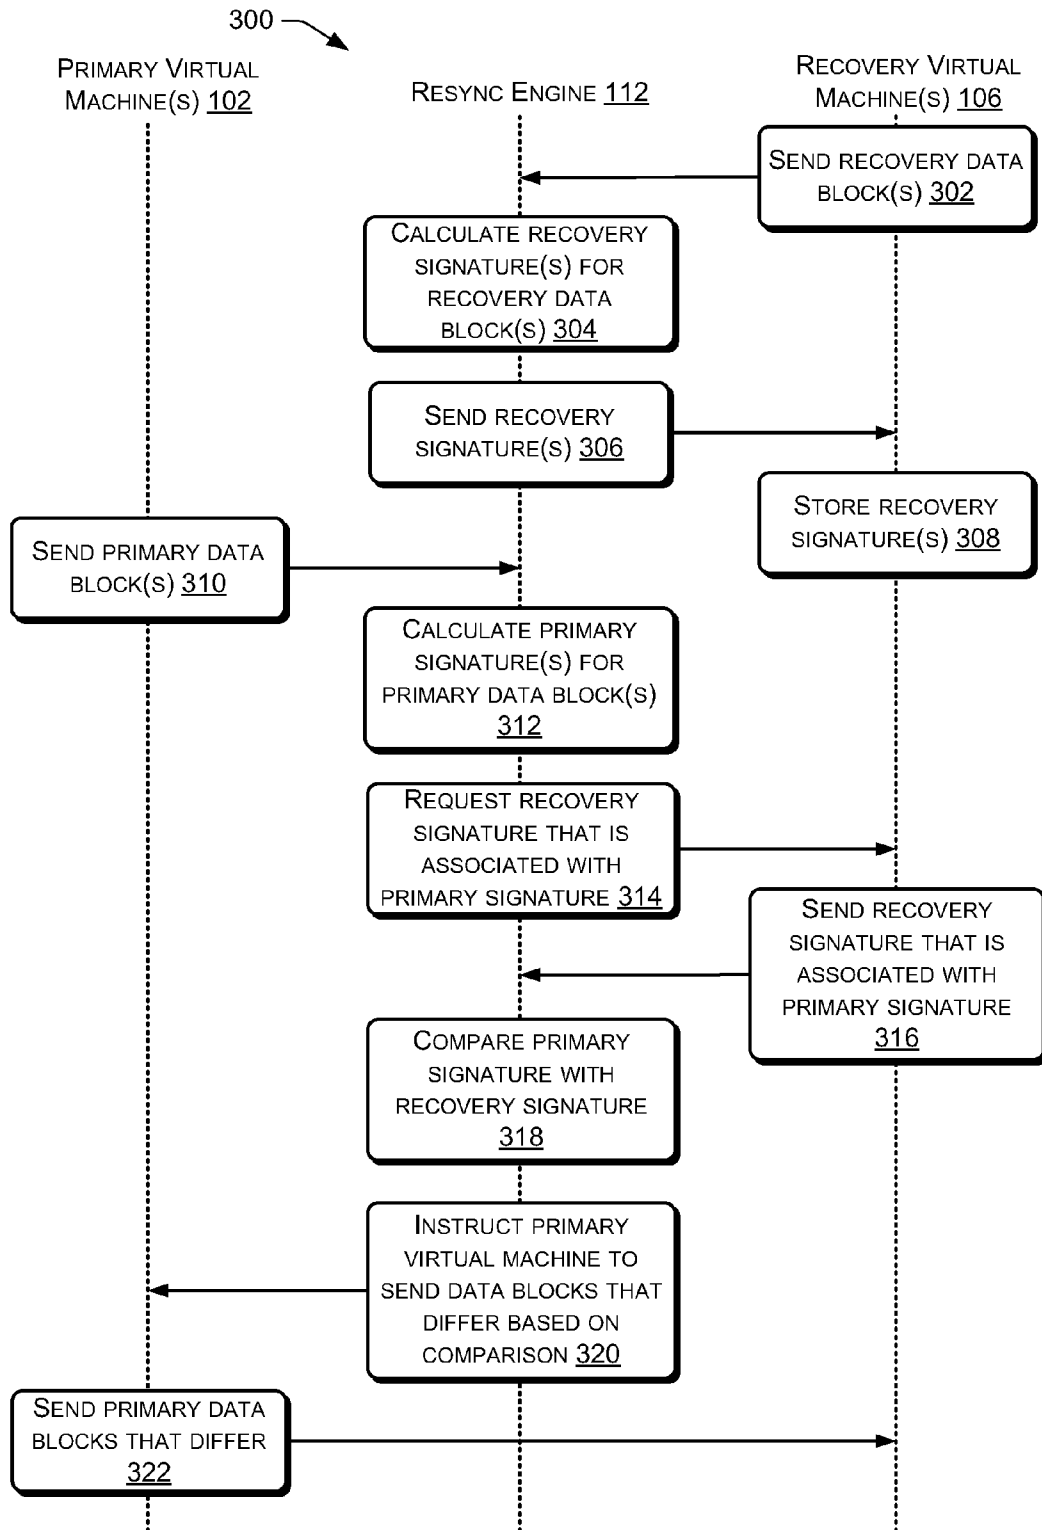 300
PRIMARY VIRTUAL
MACHINE(S) 102
RESYNC ENGINE 112
RECOVERY VIRTUAL
MACHINE(S) 106
SEND RECOVERY DATA
BLOCK(S) 302
CALCULATE RECOVERY
SIGNATURE(S) FOR
RECOVERY DATA
BLOCK(S) 304
SEND RECOVERY
SIGNATURE(S) 306
STORE RECOVERY
SIGNATURE(S) 308
SEND PRIMARY DATA
BLOCK(S) 310
CALCULATE PRIMARY
SIGNATURE(S) FOR
PRIMARY DATA BLOCK(S)
312
REQUEST RECOVERY
SIGNATURE THAT IS
ASSOCIATED WITH
PRIMARY SIGNATURE 314
SEND RECOVERY
SIGNATURE THAT IS
ASSOCIATED WITH
PRIMARY SIGNATURE
316
COMPARE PRIMARY
SIGNATURE WITH
RECOVERY SIGNATURE
318
INSTRUCT PRIMARY
VIRTUAL MACHINE TO
SEND DATA BLOCKS THAT
DIFFER BASED ON
COMPARISON 320
SEND PRIMARY DATA
BLOCKS THAT DIFFER
322